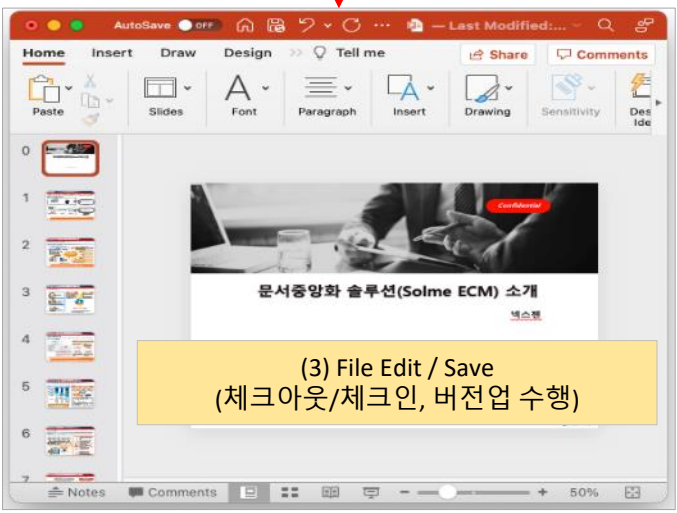 AutoSave OFF ... — Last Modified:...
Home Insert Draw Design >> Tell me Share Comments
Paste Slides Font Paragraph Insert Drawing Sensitivity Des
Ide
0
1
2
3
4
5
6
7
Confidential
문서중앙화 솔루션(Solme ECM) 소개
넥스젠
(3) File Edit / Save
(체크아웃/체크인, 버전업 수행)
Notes Comments - + 50%